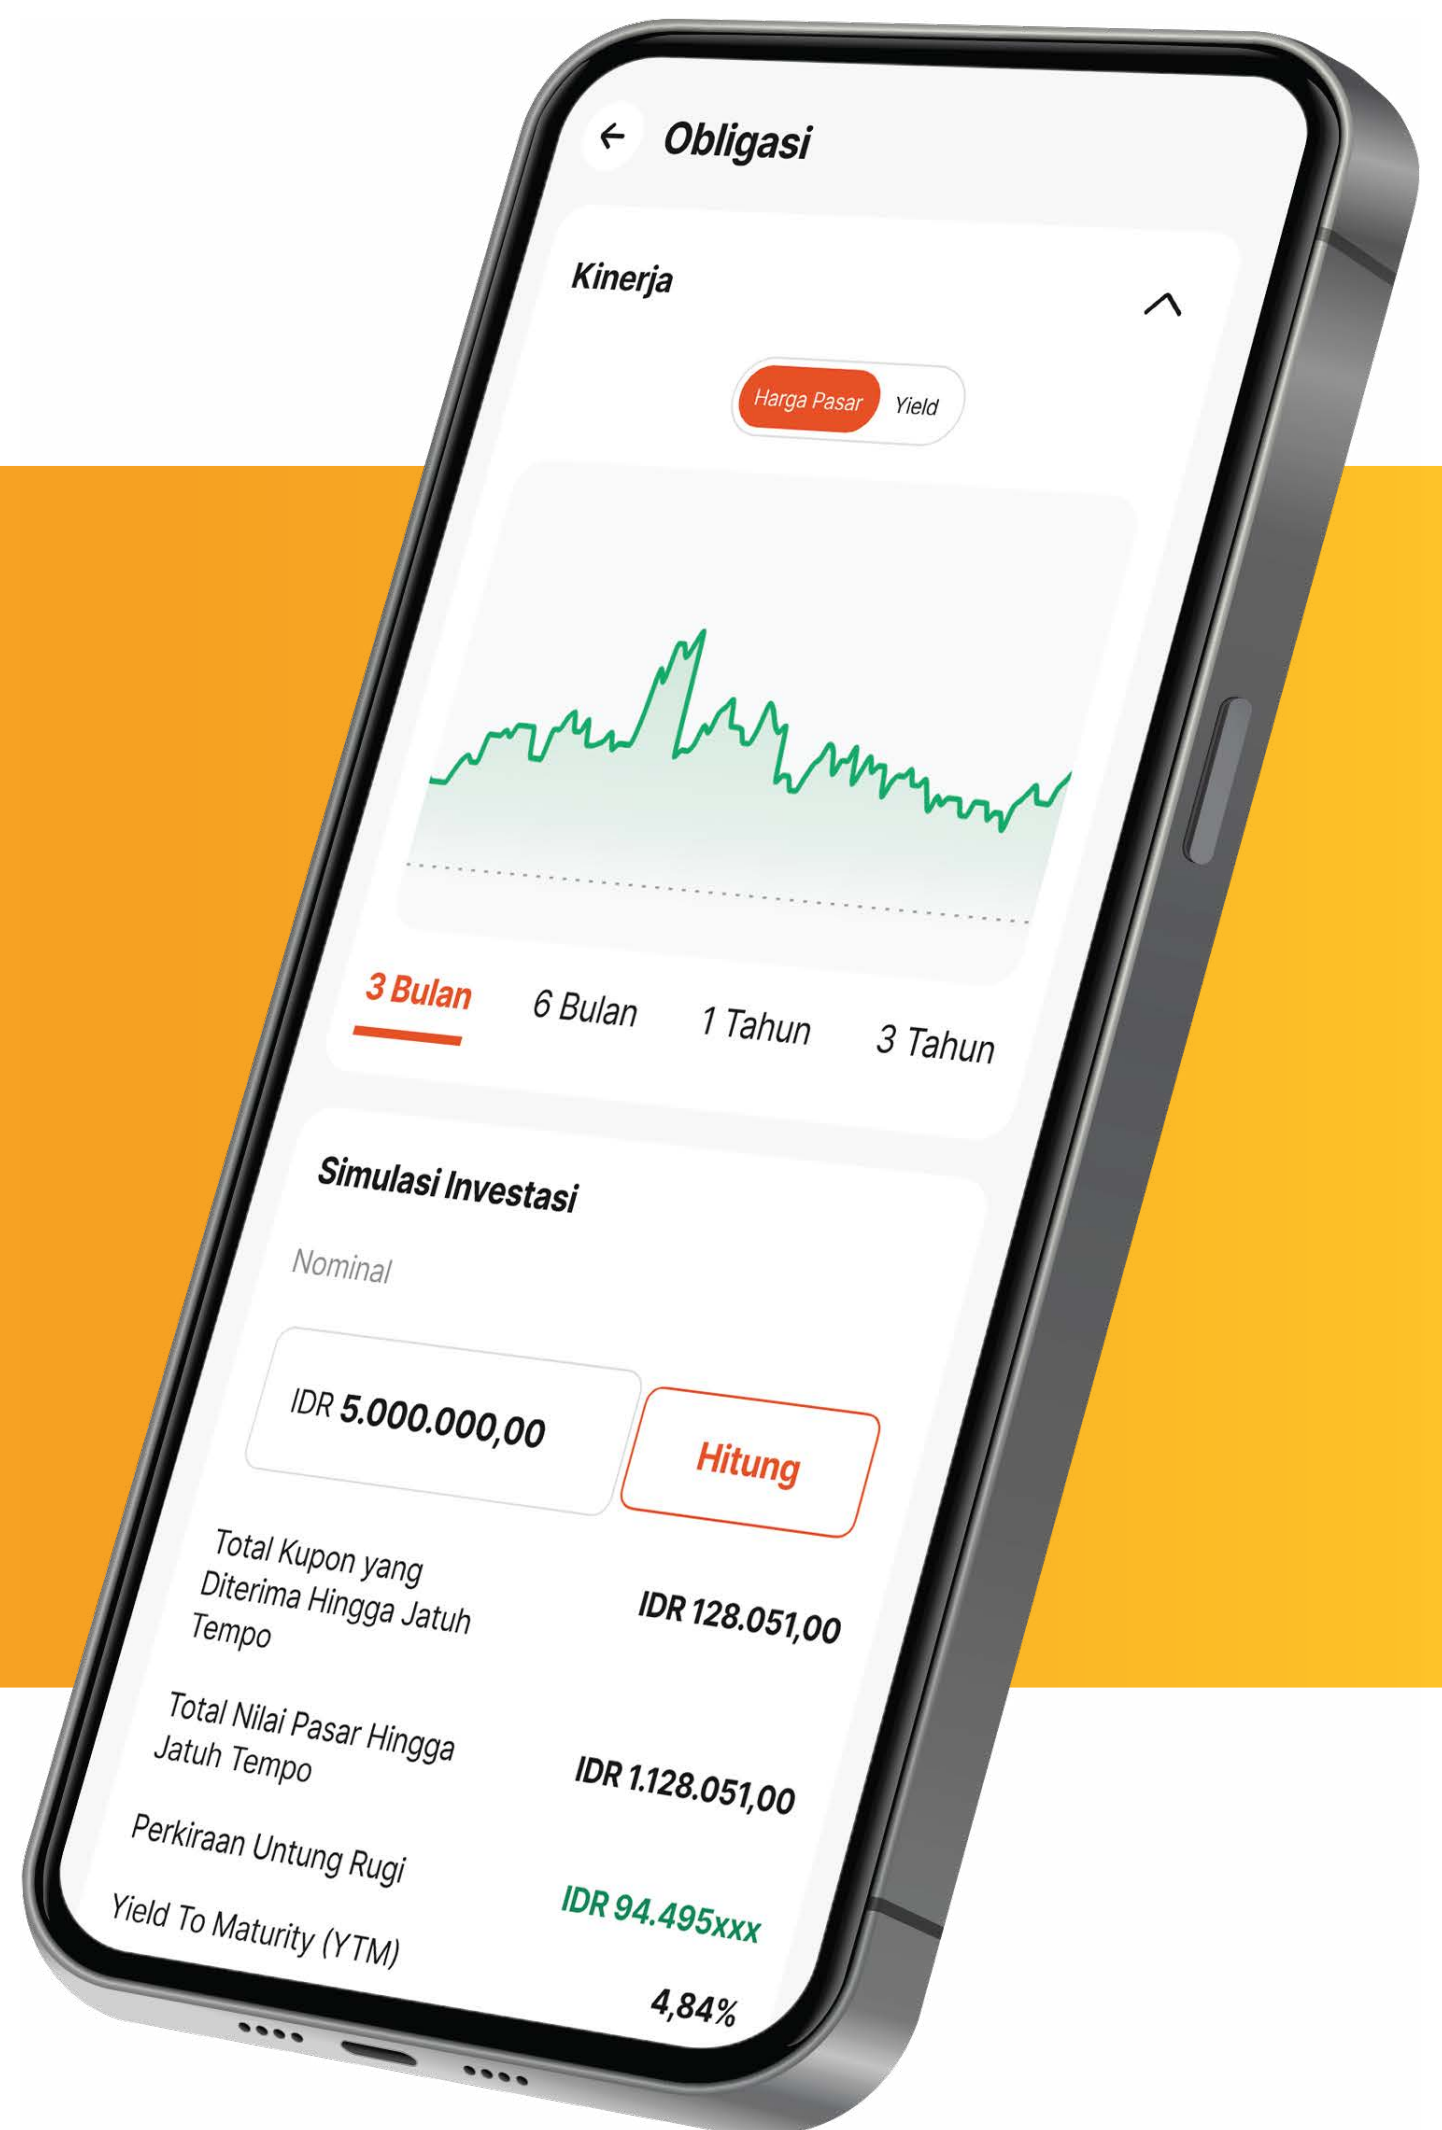 Obligasi
Kinerja
Harga Pasar Yield
3 Bulan 6 Bulan 1 Tahun 3 Tahun
Simulasi Investasi
Nominal
IDR 5.000.000,00 Hitung
Total Kupon yang
Diterima Hingga Jatuh
Tempo
IDR 128.051,00
Total Nilai Pasar Hingga
Jatuh Tempo
IDR 1.128.051,00
Perkiraan Untung Rugi
IDR 94.495xxx
Yield To Maturity (YTM)
4,84%